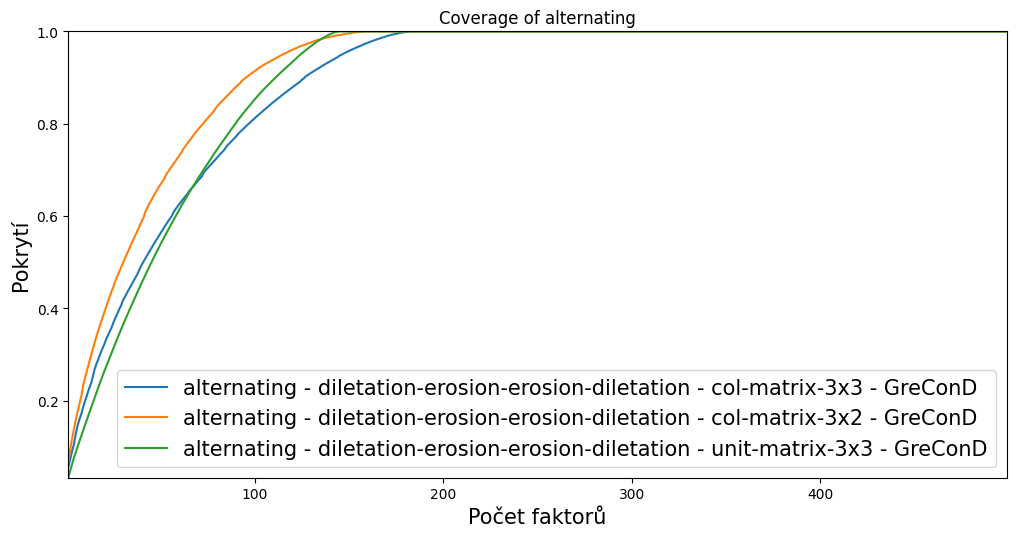 Coverage of alternating
1.0
0.8
0.6
0.4
0.2
Pokrytí
alternating - diletation-erosion-erosion-diletation - col-matrix-3x3 - GreConD
alternating - diletation-erosion-erosion-diletation - col-matrix-3x2 - GreConD
alternating - diletation-erosion-erosion-diletation - unit-matrix-3x3 - GreConD
100 200 300 400
Počet faktorů